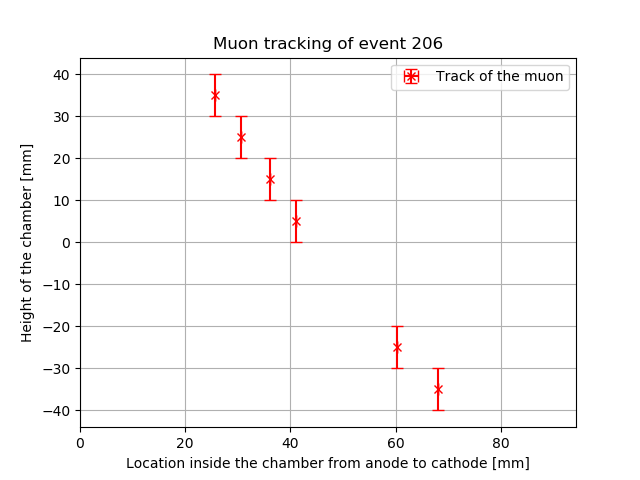 Muon tracking of event 206
Track of the muon
Height of the chamber [mm]
40
30
20
10
0
−10
−20
−30
−40
0 20 40 60 80
Location inside the chamber from anode to cathode [mm]